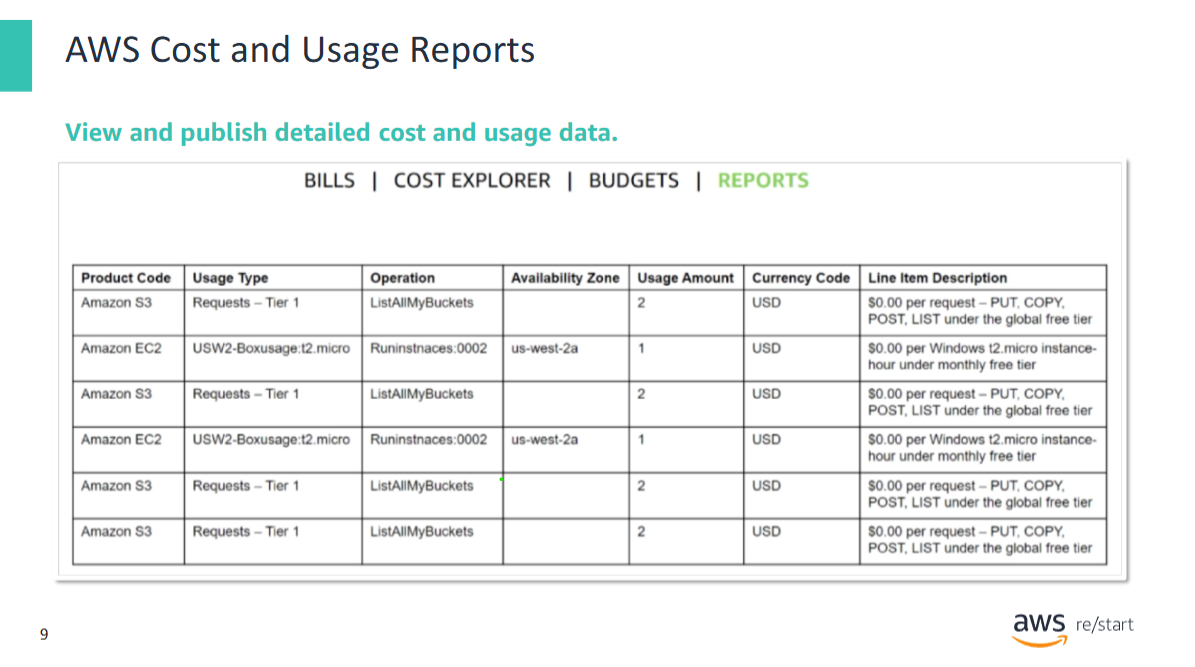 AWS Cost and Usage Reports
View and publish detailed cost and usage data.
BILLS | COST EXPLORER | BUDGETS | REPORTS
Product Code Usage Type Operation Availability Zone Usage Amount Currency Code Line Item Description
Amazon S3 Requests – Tier 1 ListAllMyBuckets 2 USD $0.00 per request – PUT, COPY,
POST, LIST under the global free tier
Amazon EC2 USW2-Boxusage:t2.micro Runinstnaces:0002 us-west-2a 1 USD $0.00 per Windows t2.micro instance-
hour under monthly free tier
Amazon S3 Requests – Tier 1 ListAllMyBuckets 2 USD $0.00 per request – PUT, COPY,
POST, LIST under the global free tier
Amazon EC2 USW2-Boxusage:t2.micro Runinstnaces:0002 us-west-2a 1 USD $0.00 per Windows t2.micro instance-
hour under monthly free tier
Amazon S3 Requests – Tier 1 ListAllMyBuckets 2 USD $0.00 per request – PUT, COPY,
POST, LIST under the global free tier
Amazon S3 Requests – Tier 1 ListAllMyBuckets 2 USD $0.00 per request – PUT, COPY,
POST, LIST under the global free tier
9
aws re/start